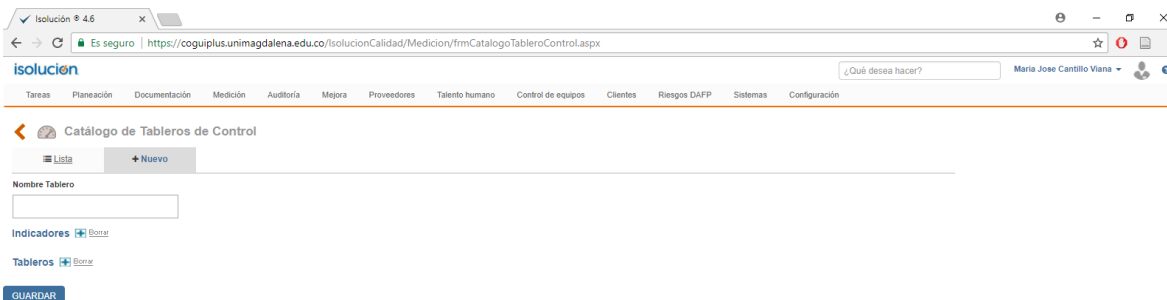 Isolución ® 4.6
Es seguro | https://coguiplus.unimagdalena.edu.co/IsolucionCalidad/Medicion/frmCatalogoTableroControl.aspx
isolución ¿Qué desea hacer? Maria Jose Cantillo Viana
Tareas Planeación Documentación Medición Auditoría Mejora Proveedores Talento humano Control de equipos Clientes Riesgos DAFP Sistemas Configuración
Catálogo de Tableros de Control
Lista + Nuevo
Nombre Tablero
Indicadores Borrar
Tableros Borrar
GUARDAR